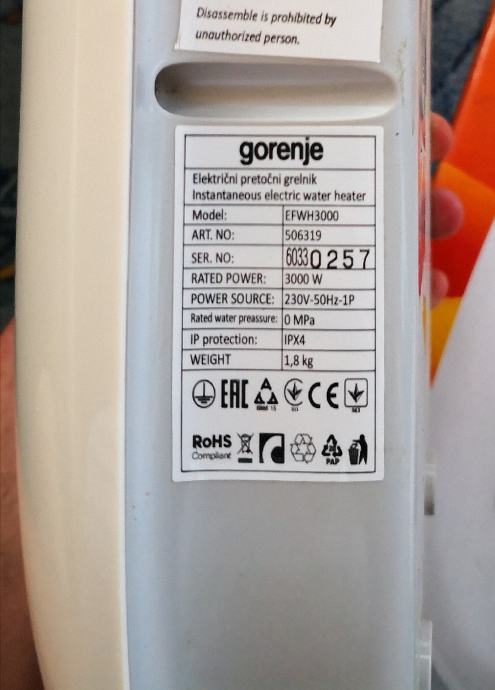 Disassemble is prohibited by
unauthorized person.
gorenje
Električni pretočni grelnik
Instantaneous electric water heater
Model: EFWH3000
ART. NO: 506319
SER. NO: 60330257
RATED POWER: 3000 W
POWER SOURCE: 230V-50Hz-1P
Rated water preassure: 0 MPa
IP protection: IPX4
WEIGHT 1,8 kg
EAC CE
RoHS
Compliant
PAP